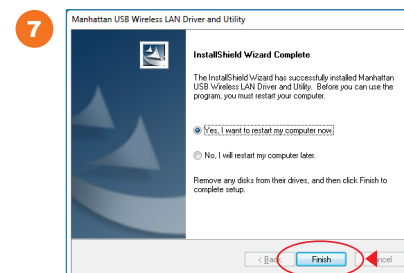 7
Manhattan USB Wireless LAN Driver and Utility
InstallShield Wizard Complete
The InstallShield Wizard has successfully installed Manhattan
USB Wireless LAN Driver and Utility. Before you can use the
program, you must restart your computer.
Yes, I want to restart my computer now.
No, I will restart my computer later.
Remove any disks from their drives, and then click Finish to
complete setup.
< Back Finish